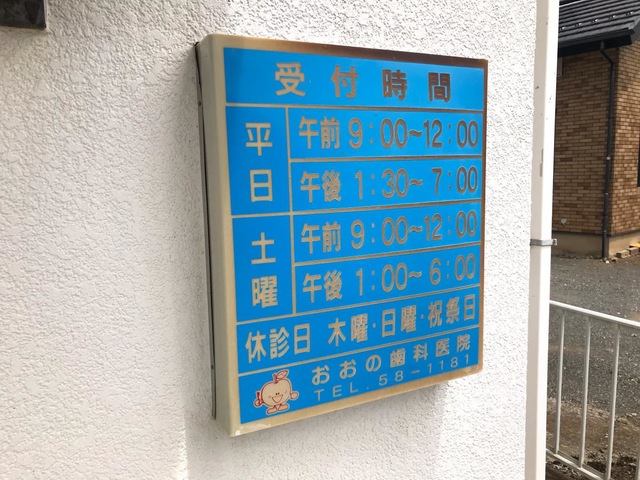 受付時間
平日 午前 9:00~12:00
午後 1:30~7:00
土曜 午前 9:00~12:00
午後 1:00~6:00
休診日 木曜・日曜・祝祭日
おおの歯科医院
TEL.58-1181